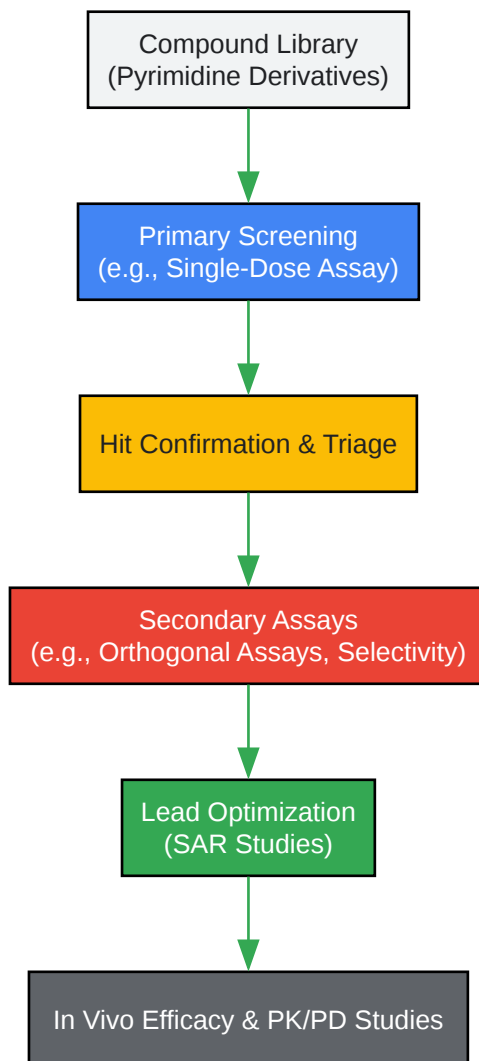 Compound Library
(Pyrimidine Derivatives)
Primary Screening
(e.g., Single-Dose Assay)
Hit Confirmation & Triage
Secondary Assays
(e.g., Orthogonal Assays, Selectivity)
Lead Optimization
(SAR Studies)
In Vivo Efficacy & PK/PD Studies